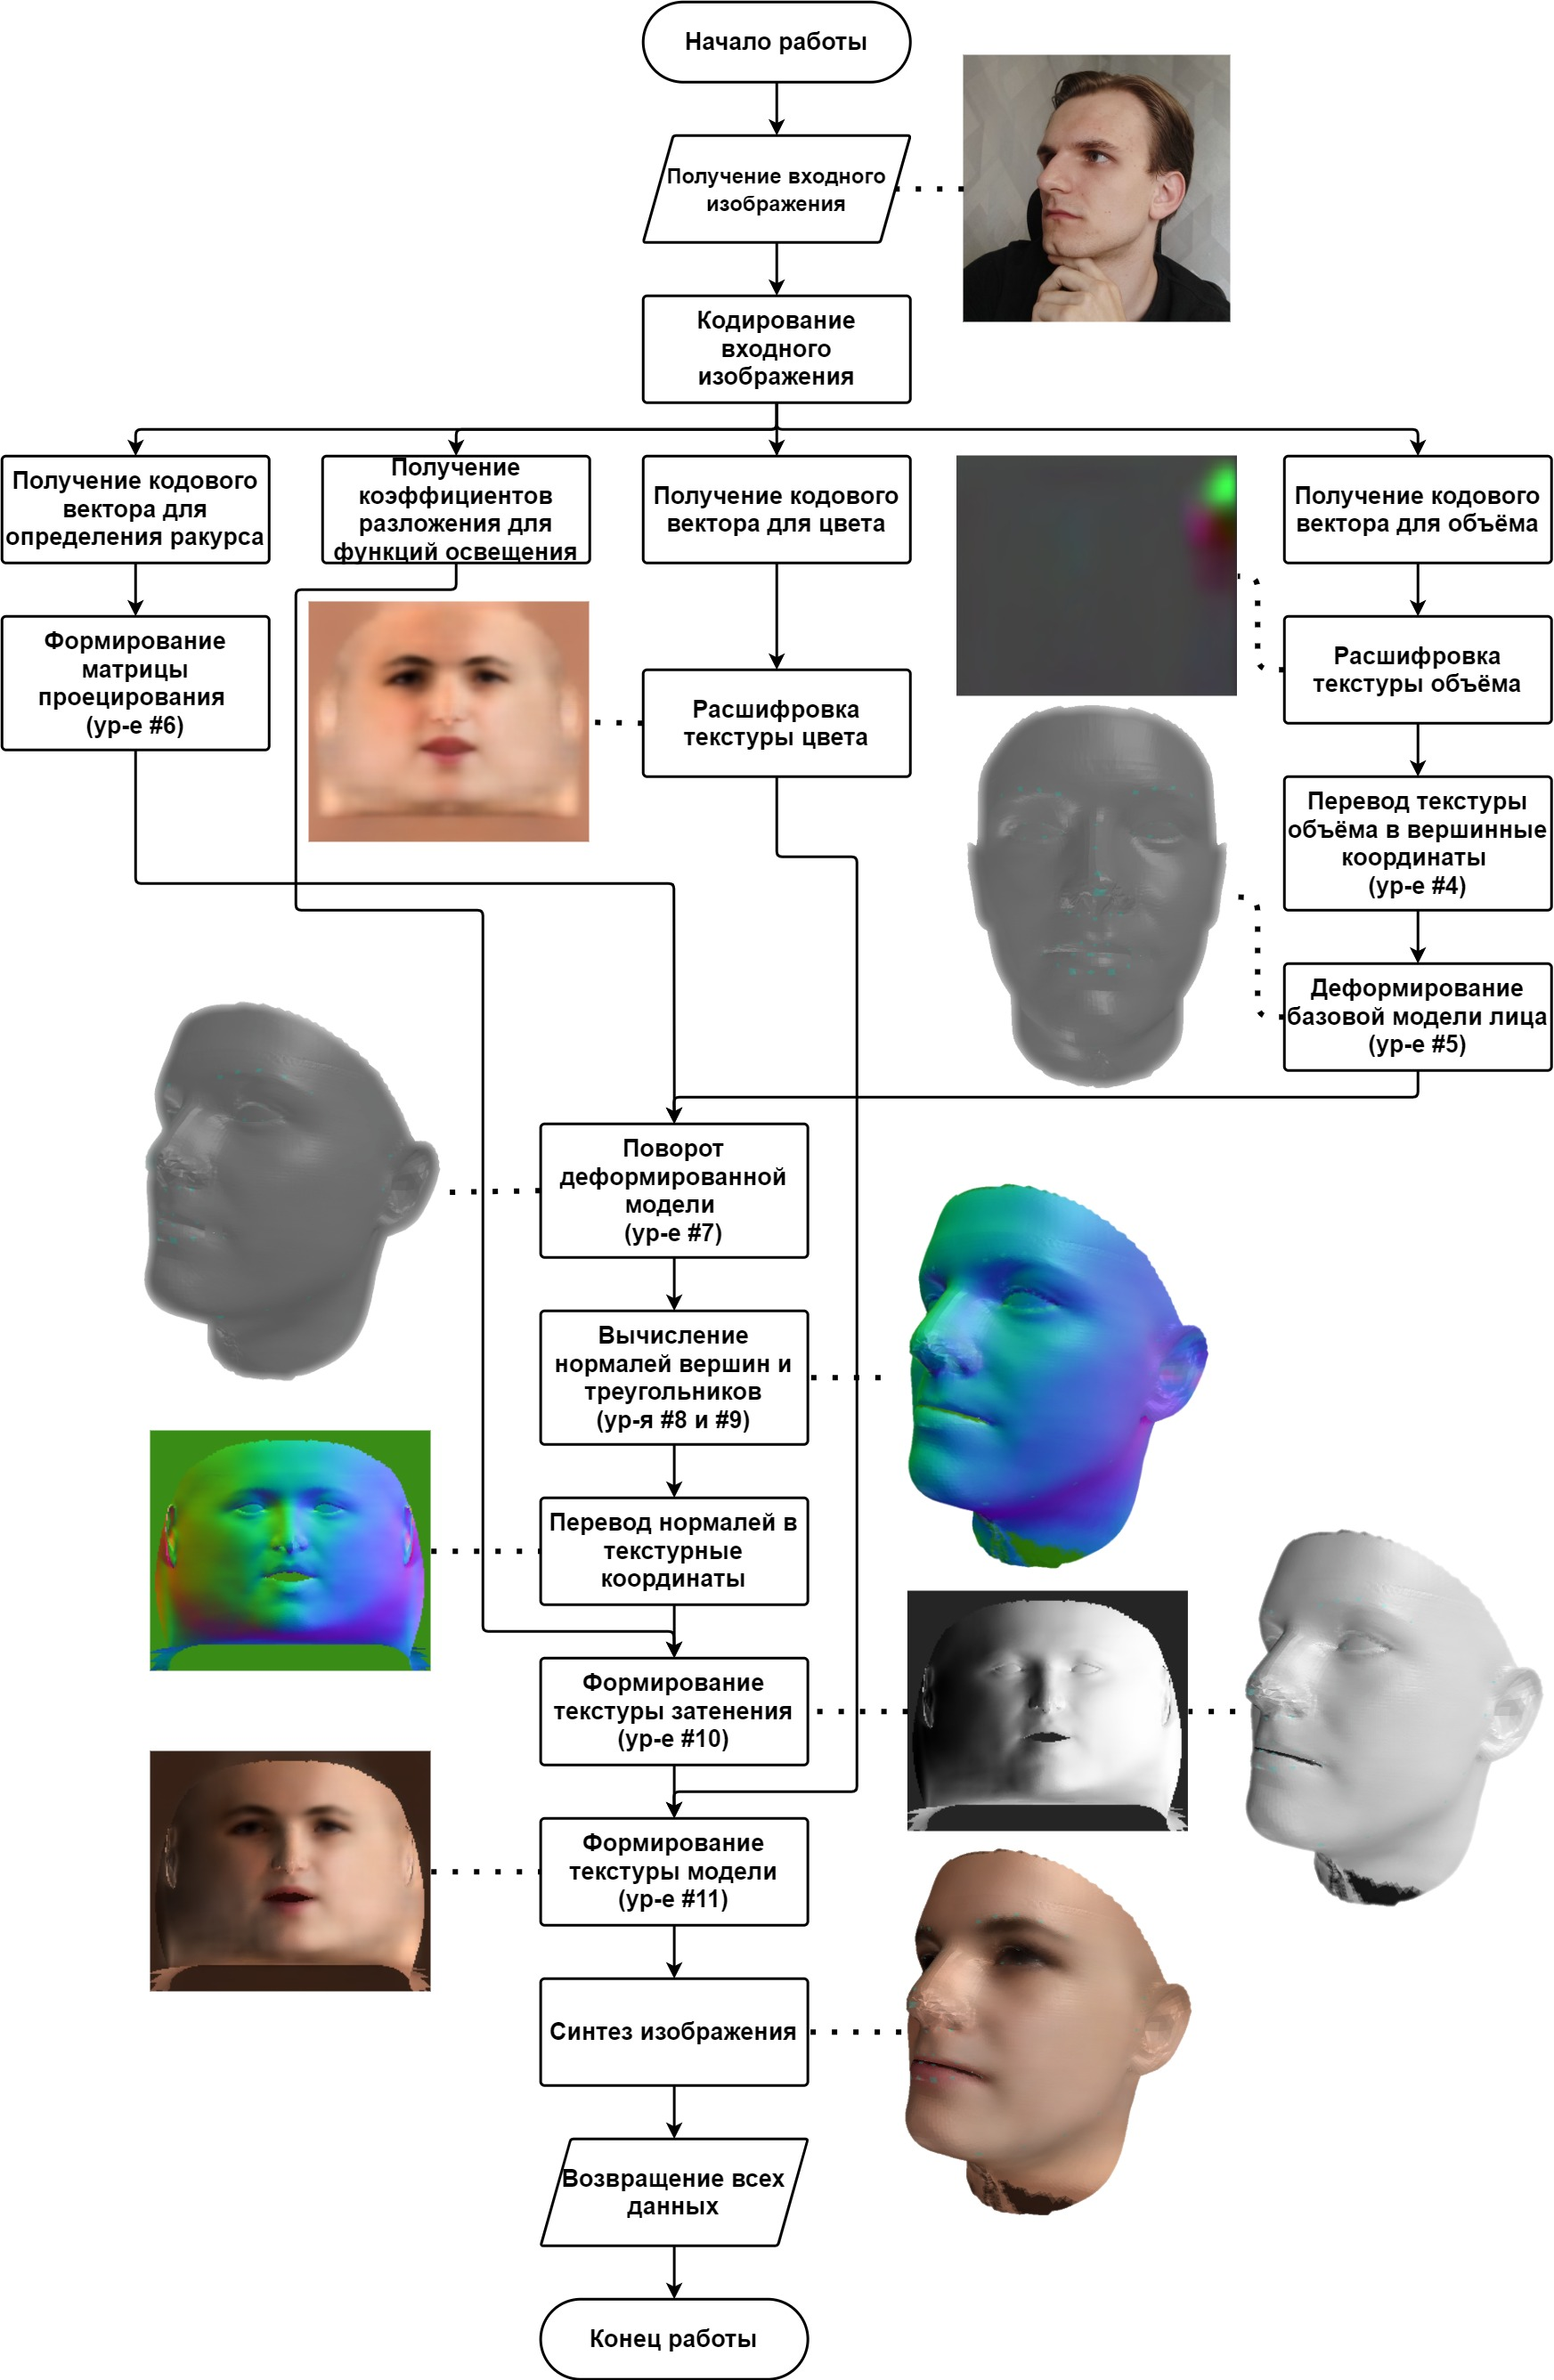 Начало работы
Получение входного
изображения
Кодирование
входного
изображения
Получение кодового
вектора для
определения ракурса
Получение
коэффициентов
разложения для
функций освещения
Получение кодового
вектора для цвета
Получение кодового
вектора для объёма
Формирование
матрицы
проецирования
(ур-е #6)
Расшифровка
текстуры цвета
Расшифровка
текстуры объёма
Перевод текстуры
объёма в вершинные
координаты
(ур-е #4)
Деформирование
базовой модели лица
(ур-е #5)
Поворот
деформированной
модели
(ур-е #7)
Вычисление
нормалей вершин и
треугольников
(ур-я #8 и #9)
Перевод нормалей в
текстурные
координаты
Формирование
текстуры затенения
(ур-е #10)
Формирование
текстуры модели
(ур-е #11)
Синтез изображения
Возвращение всех
данных
Конец работы